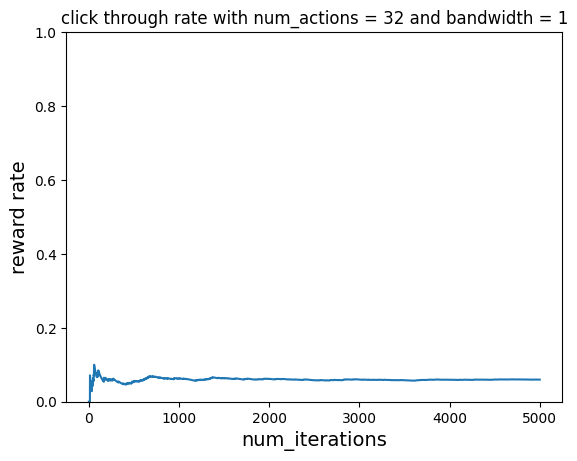 click through rate with num_actions = 32 and bandwidth = 1
1.0
0.8
0.6
0.4
0.2
0.0
reward rate
0 1000 2000 3000 4000 5000
num_iterations